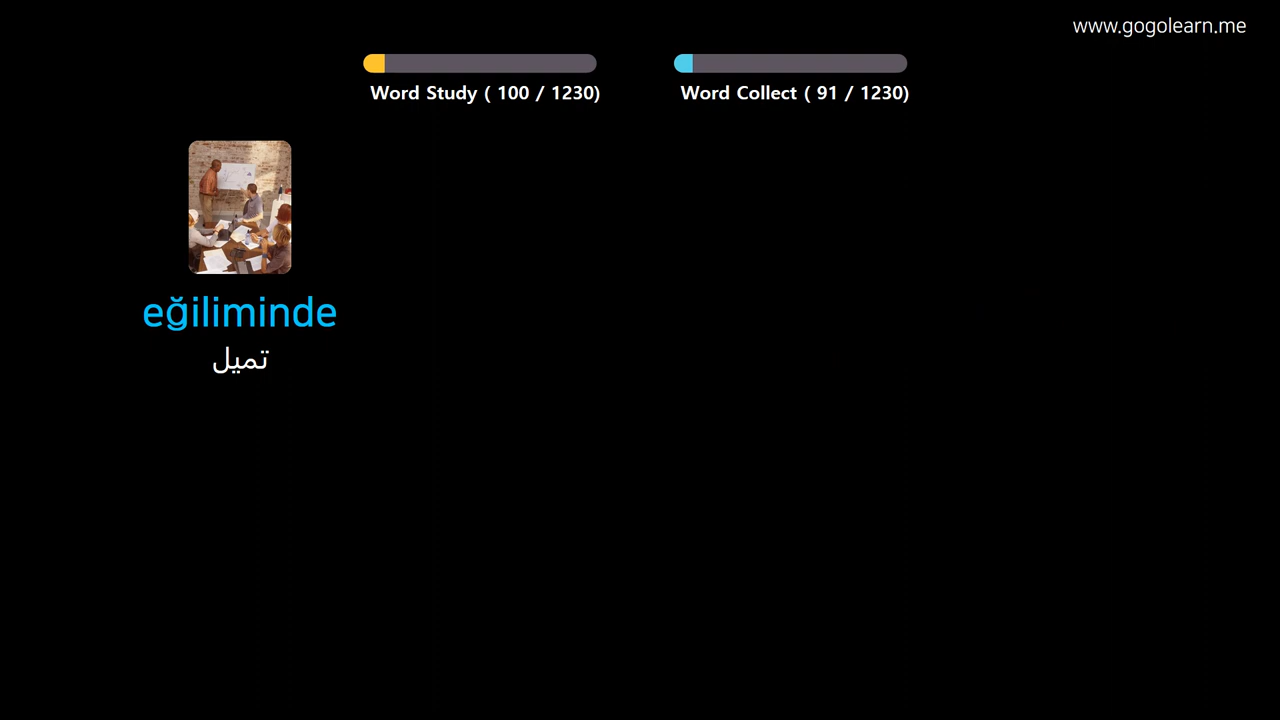 www.gogolearn.me
Word Study ( 100 / 1230)
Word Collect ( 91 / 1230)
eğiliminde
تميل